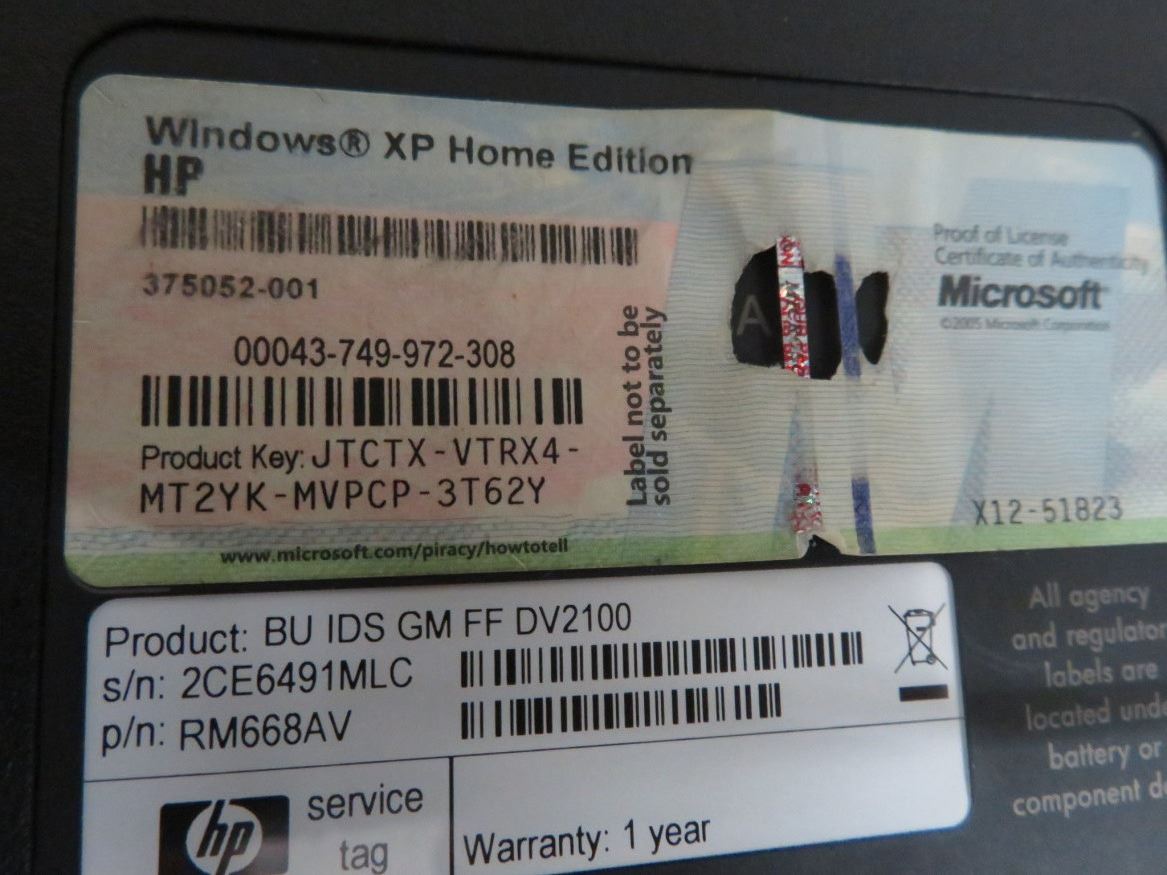 Windows® XP Home Edition
HP
375052-001
00043-749-972-308
Product Key: JTCTX-VTRX4-
MT2YK-MVPCP-3T62Y
www.microsoft.com/piracy/howtotell
Label not to be
sold separately
A
Proof of License
Certificate of Authenticity
Microsoft
©2005 Microsoft Corporation
X12-51823
Product: BU IDS GM FF DV2100
s/n: 2CE6491MLC
p/n: RM668AV
hp
service
tag
Warranty: 1 year
All agency
and regulator
labels are
located unde
battery or
component d